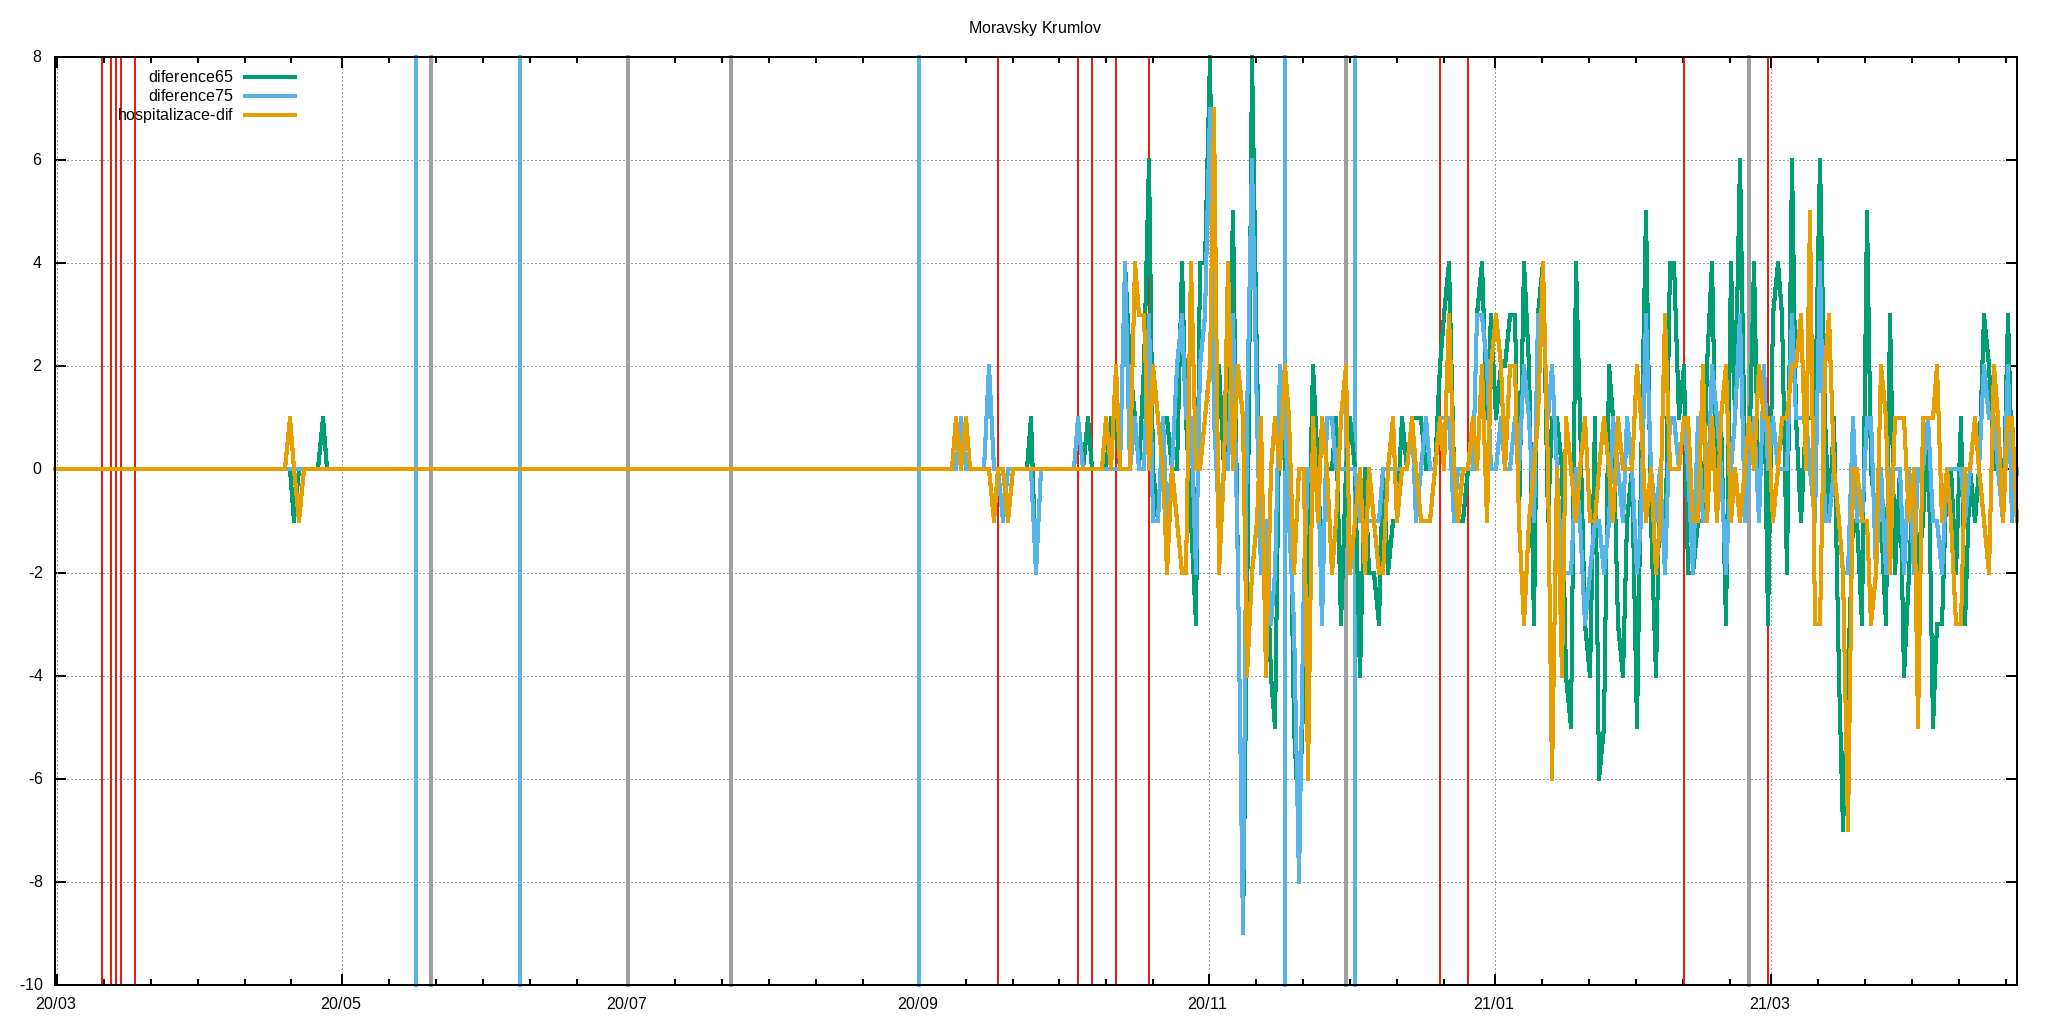 Moravsky Krumlov
8
diference65
diference75
hospitalizace-dif
6
4
2
0
-2
-4
-6
-8
-10
20/03 20/05 20/07 20/09 20/11 21/01 21/03